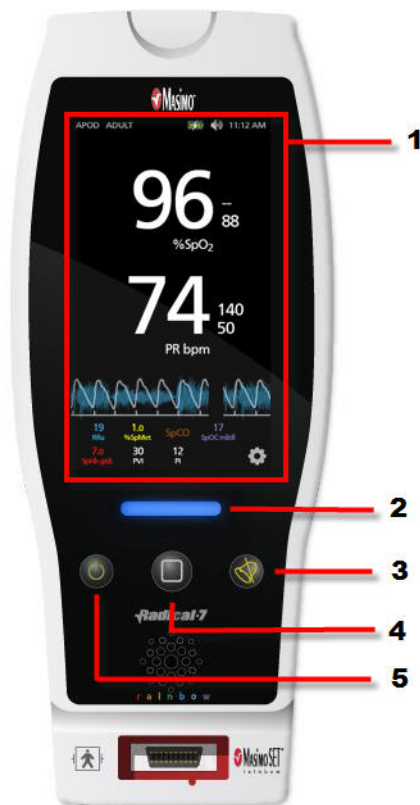 Masimo
APOD ADULT 11:12 AM
1
96 -- 88
%SpO2
74 140 50
PR bpm
19 1.0 SpCO 17
RRa %SpMet SpOC ml/dl
7.0 30 12
SpHb g/dL PVI PI
2
3
4
5
Radical-7
rainbow
Masimo SET
rainbow